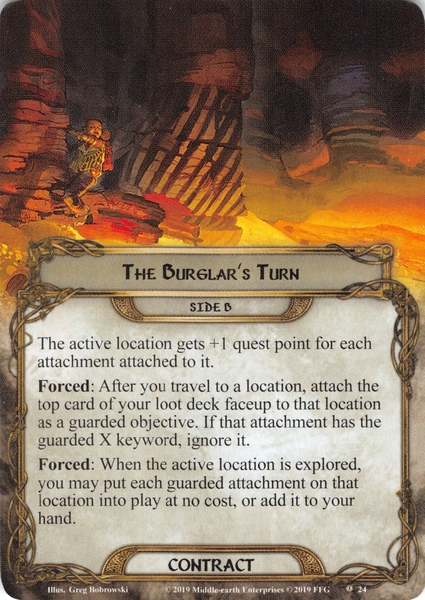 The Burglar's Turn
SIDE B
The active location gets +1 quest point for each
attachment attached to it.
Forced: After you travel to a location, attach the
top card of your loot deck faceup to that location
as a guarded objective. If that attachment has the
guarded X keyword, ignore it.
Forced: When the active location is explored,
you may put each guarded attachment on that
location into play at no cost, or add it to your
hand.
CONTRACT
Illus. Greg Bobrowski © 2019 Middle-earth Enterprises © 2019 FFG 24